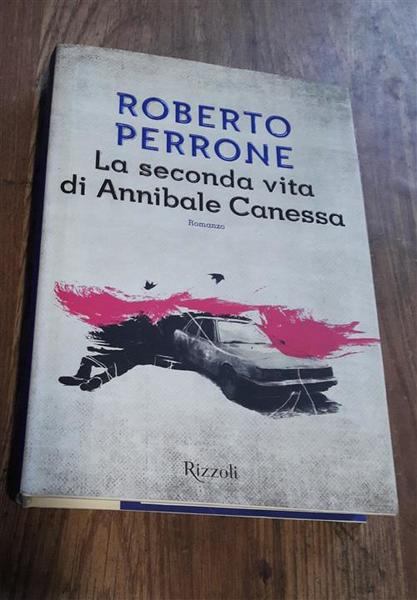 ROBERTO
PERRONE
La seconda vita
di Annibale Canessa
Romanzo
Rizzoli